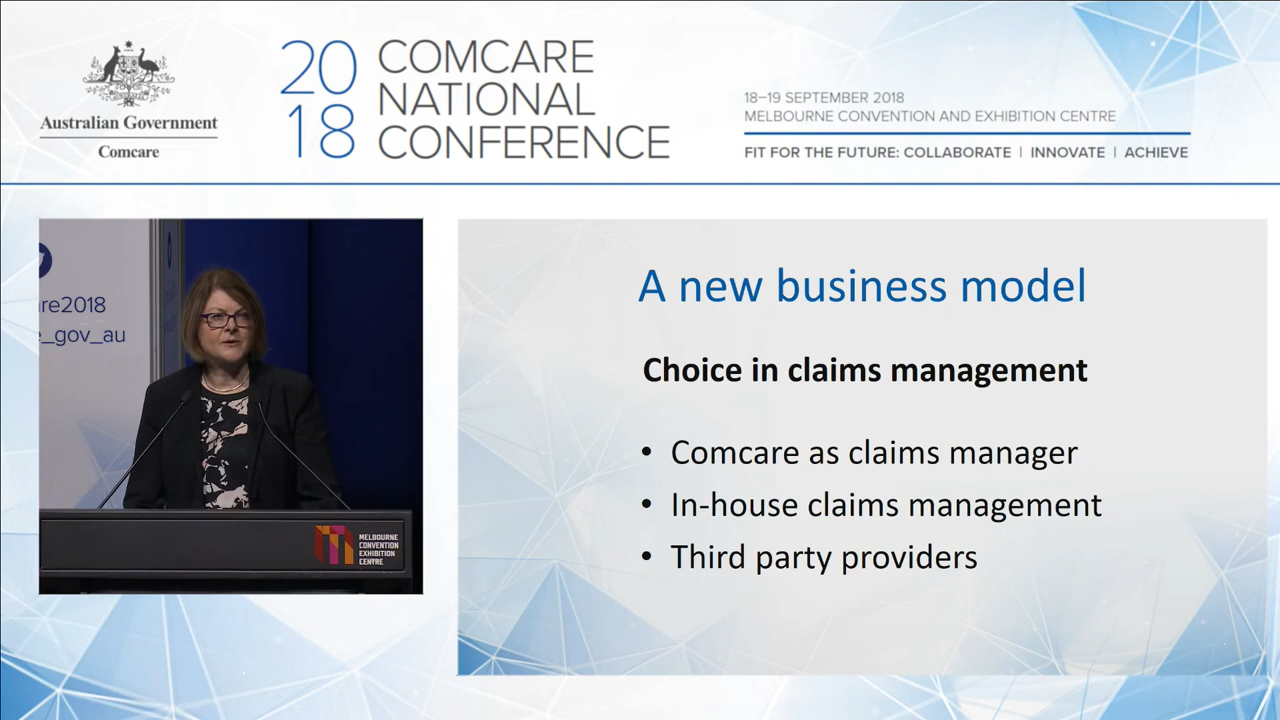 Australian Government
Comcare
20
18
COMCARE
NATIONAL
CONFERENCE
18–19 SEPTEMBER 2018
MELBOURNE CONVENTION AND EXHIBITION CENTRE
FIT FOR THE FUTURE: COLLABORATE | INNOVATE | ACHIEVE
re2018
_gov_au
MELBOURNE
CONVENTION
EXHIBITION
CENTRE
A new business model
Choice in claims management
• Comcare as claims manager
• In-house claims management
• Third party providers